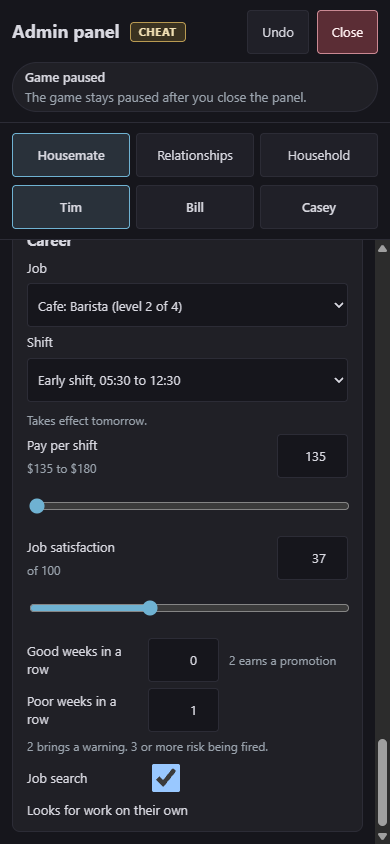 Admin panel
CHEAT
Undo
Close
Game paused
The game stays paused after you close the panel.
Housemate
Relationships
Household
Tim
Bill
Casey
Career
Job
Cafe: Barista (level 2 of 4)
Shift
Early shift, 05:30 to 12:30
Takes effect tomorrow.
Pay per shift
135
$135 to $180
Job satisfaction
37
of 100
Good weeks in a
row
0
2 earns a promotion
Poor weeks in a
row
1
2 brings a warning. 3 or more risk being fired.
Job search
Looks for work on their own